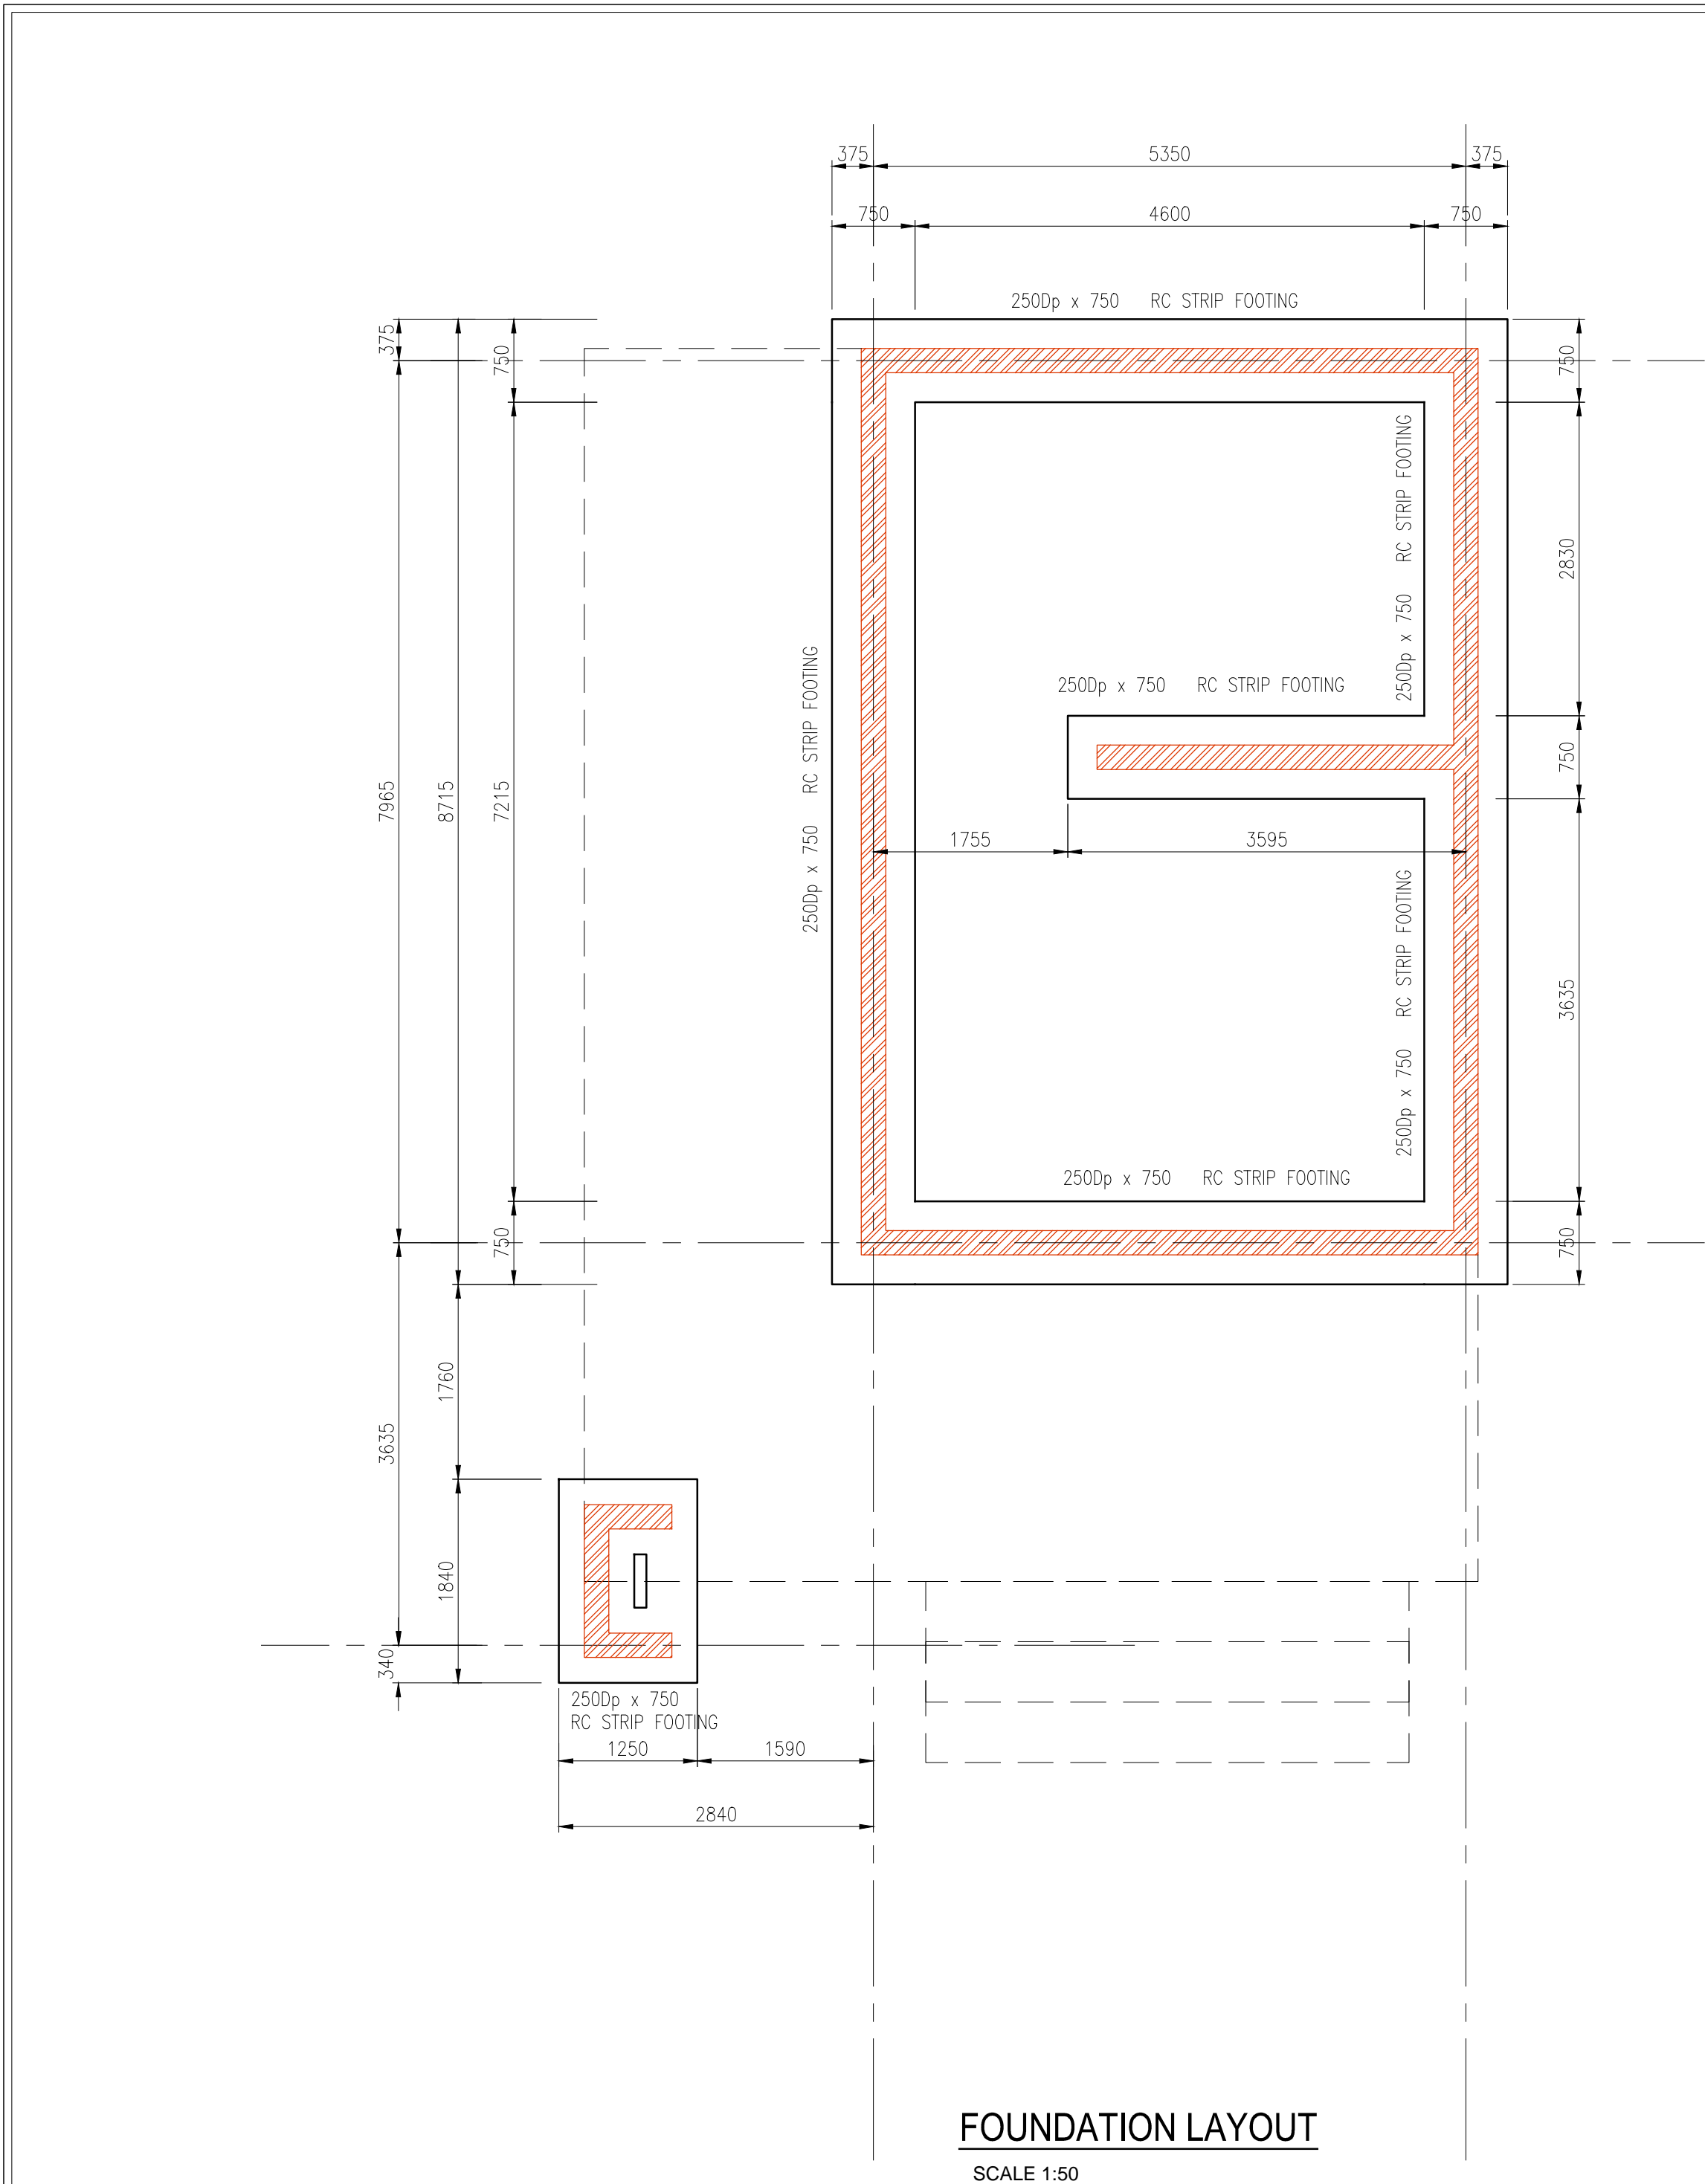 375 5350 375
750 4600 750
250Dp x 750 RC STRIP FOOTING
375
750
750
250Dp x 750 RC STRIP FOOTING
2830
250Dp x 750 RC STRIP FOOTING
250Dp x 750 RC STRIP FOOTING
750
7965
8715
7215
1755 3595
250Dp x 750 RC STRIP FOOTING
3635
250Dp x 750 RC STRIP FOOTING
750
750
1760
3635
1840
340
250Dp x 750
RC STRIP FOOTING
1250 1590
2840
FOUNDATION LAYOUT
SCALE 1:50